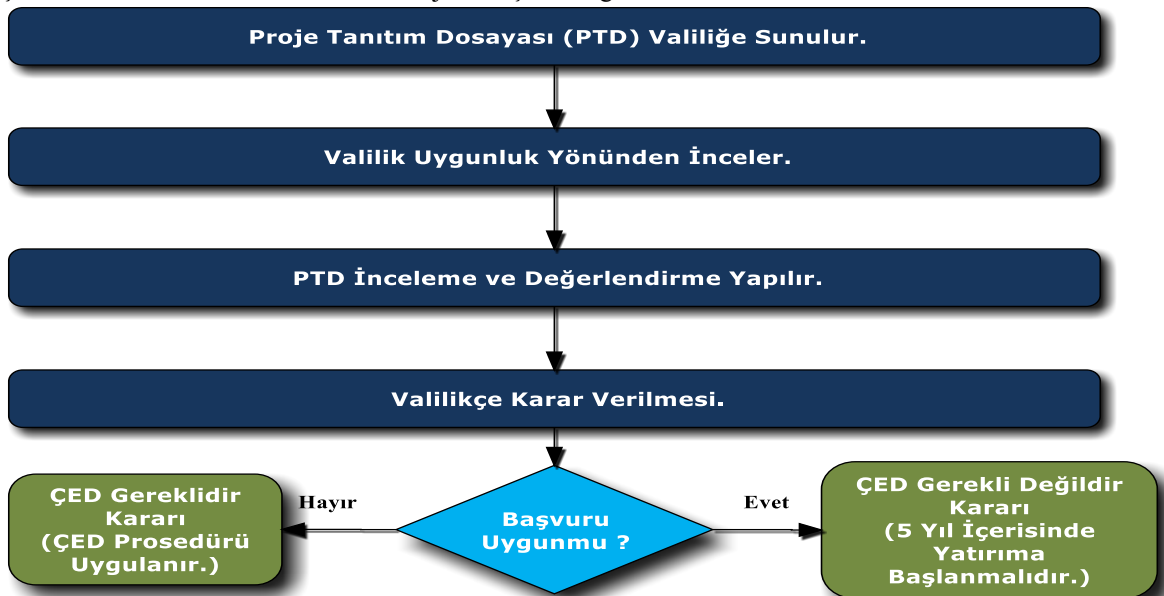 Proje Tanıtım Dosayası (PTD) Valiliğe Sunulur.
Valilik Uygunluk Yönünden İnceler.
PTD İnceleme ve Değerlendirme Yapılır.
Valilikçe Karar Verilmesi.
ÇED Gereklidir
Kararı
(ÇED Prosedürü
Uygulanır.)
Hayır
Başvuru
Uygunmu ?
Evet
ÇED Gerekli Değildir
Kararı
(5 Yıl İçerisinde
Yatırıma
Başlanmalıdır.)